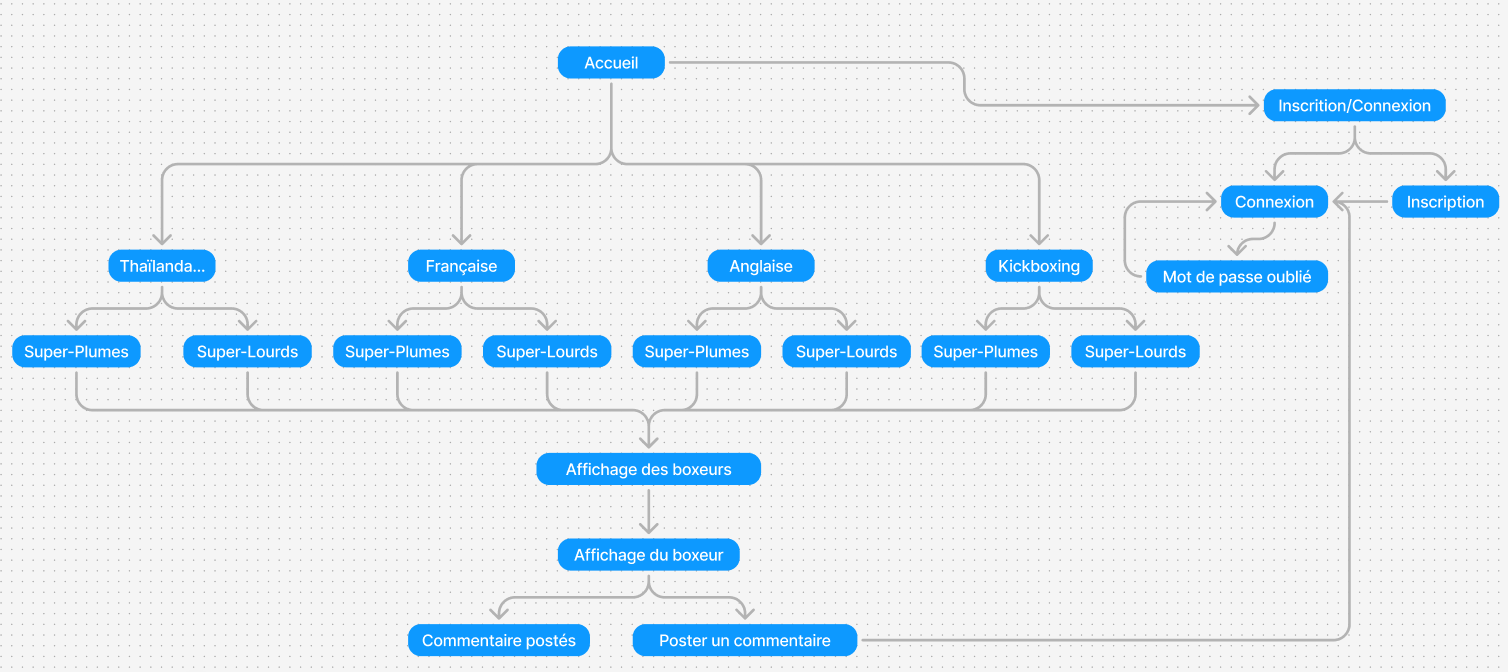 Accueil
Inscrition/Connexion
Connexion
Inscription
Thaïlanda...
Française
Anglaise
Kickboxing
Mot de passe oublié
Super-Plumes
Super-Lourds
Super-Plumes
Super-Lourds
Super-Plumes
Super-Lourds
Super-Plumes
Super-Lourds
Affichage des boxeurs
Affichage du boxeur
Commentaire postés
Poster un commentaire